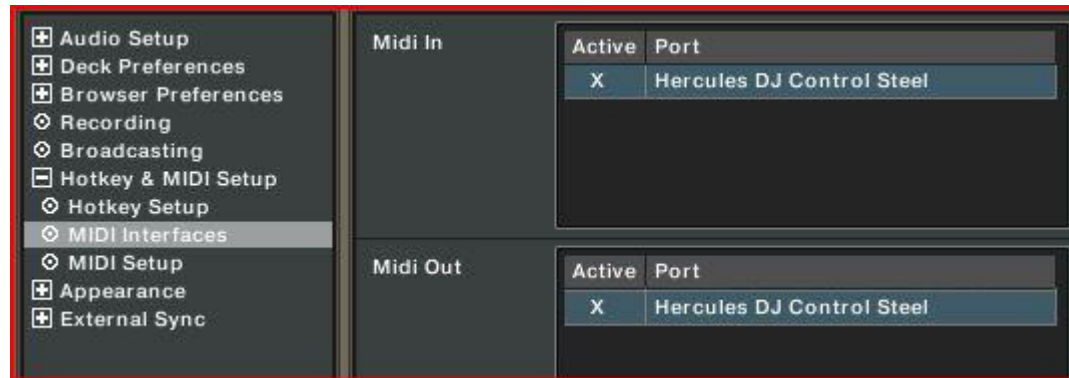 Audio Setup
Deck Preferences
Browser Preferences
Recording
Broadcasting
Hotkey & MIDI Setup
Hotkey Setup
MIDI Interfaces
MIDI Setup
Appearance
External Sync
Midi In
Active Port
X Hercules DJ Control Steel
Midi Out
Active Port
X Hercules DJ Control Steel